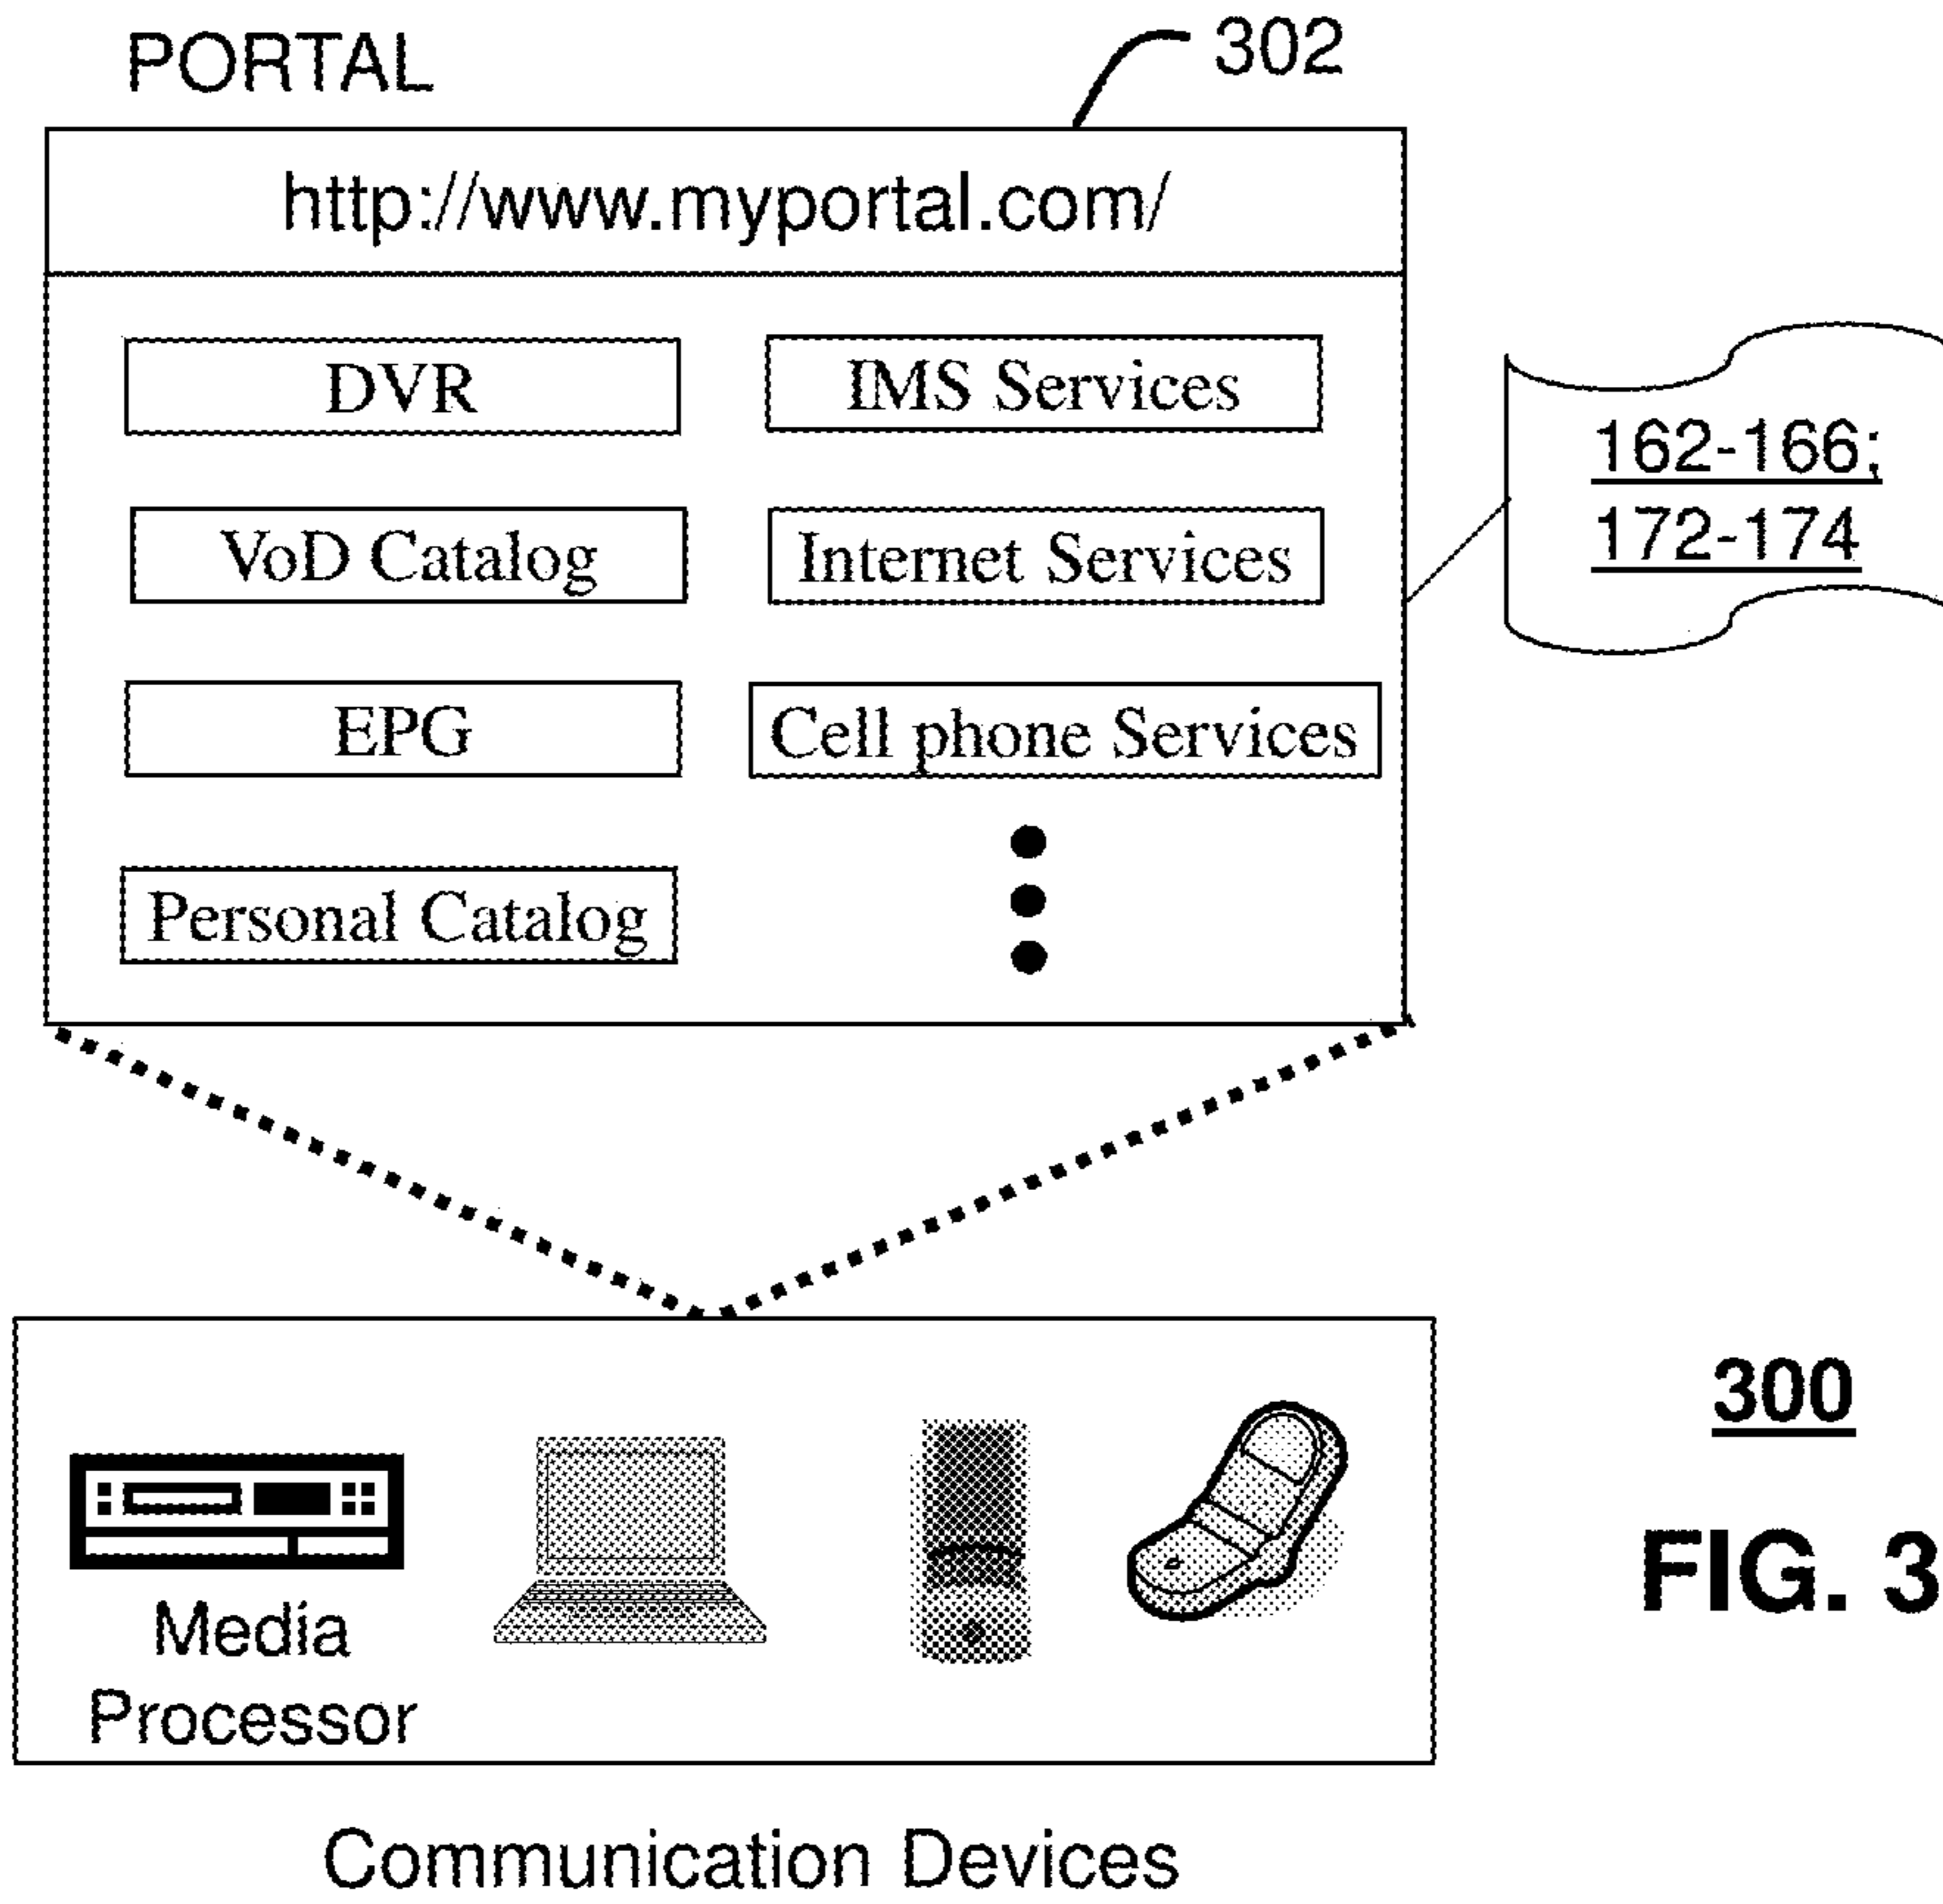 PORTAL
302
http://www.myportal.com/
DVR
IMS Services
VoD Catalog
Internet Services
EPG
Cell phone Services
Personal Catalog
162-166;
172-174
Media
Processor
300
FIG. 3
Communication Devices